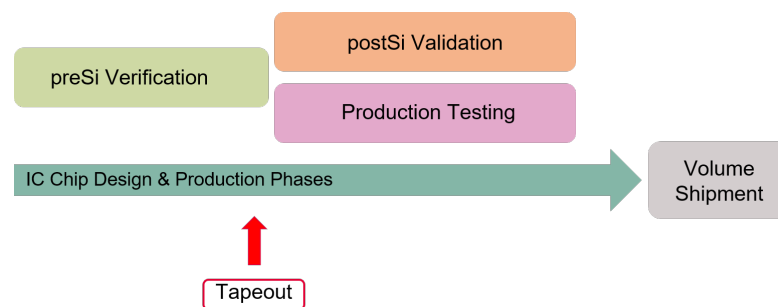 postSi Validation
preSi Verification
Production Testing
IC Chip Design & Production Phases
Volume
Shipment
Tapeout